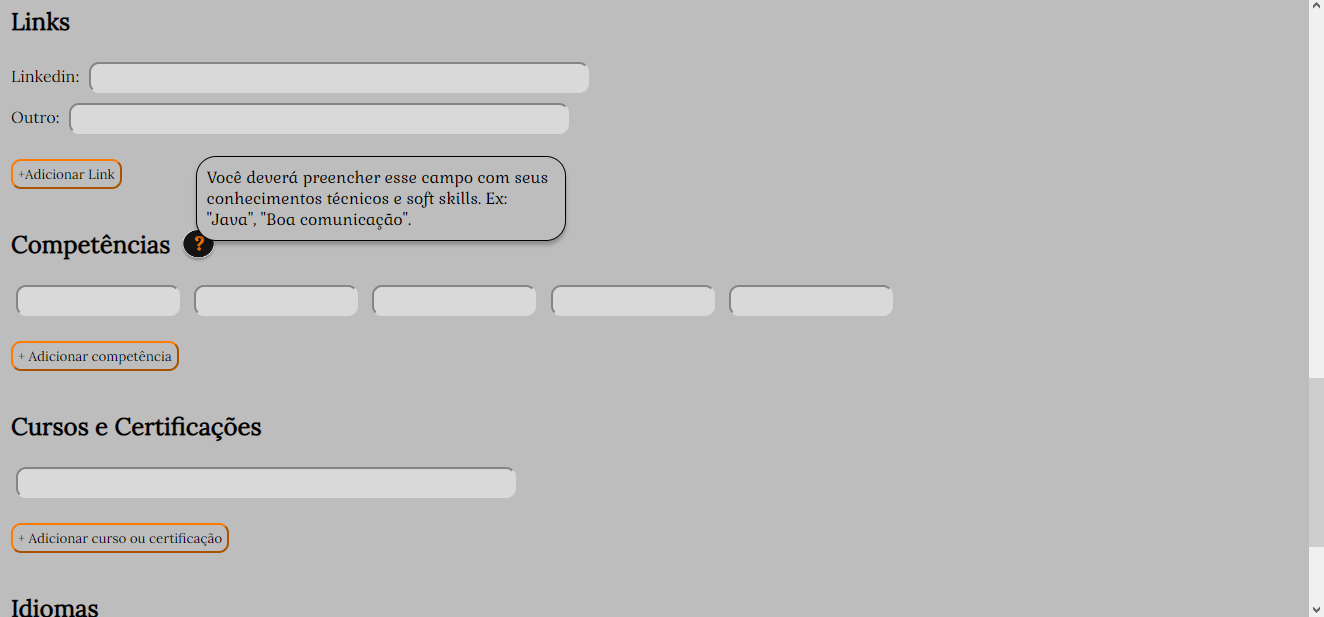 Links
Linkedin:
Outro:
+Adicionar Link
Você deverá preencher esse campo com seus
conhecimentos técnicos e soft skills. Ex:
"Java", "Boa comunicação".
Competências ?
+ Adicionar competência
Cursos e Certificações
+ Adicionar curso ou certificação
Idiomas